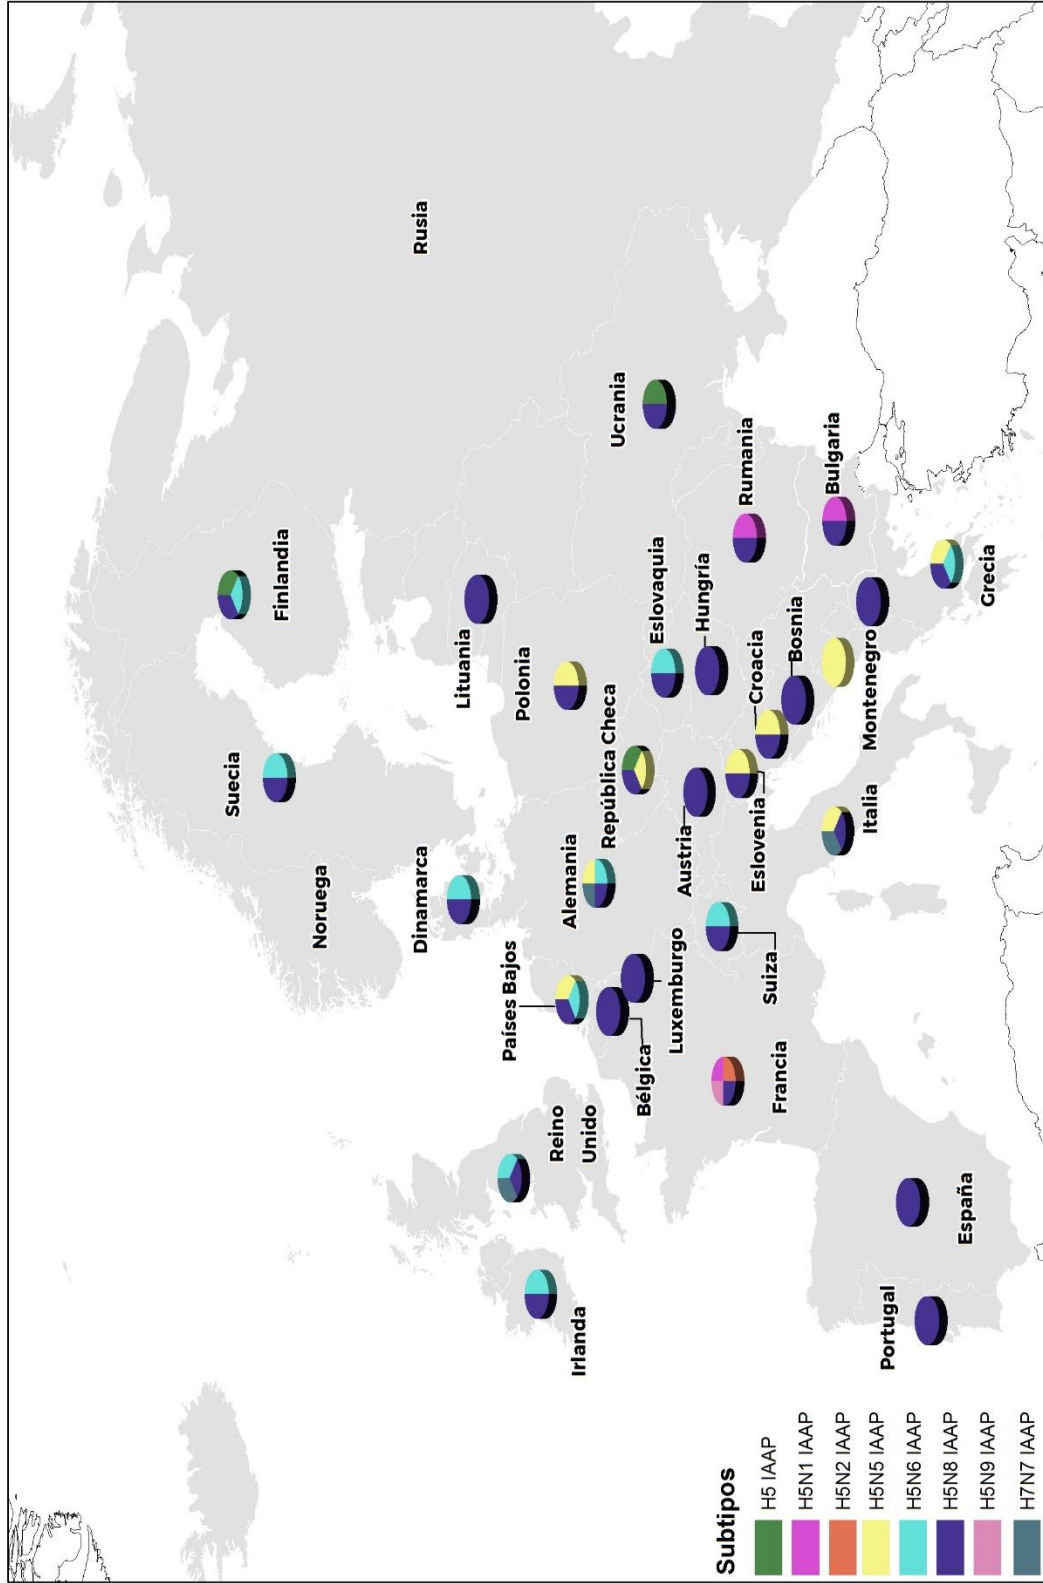 Rusia
Finlandia
Suecia
Noruega
Dinamarca
Lituania
Polonia
Ucrania
Países Bajos
Alemania
República Checa
Eslovaquia
Hungría
Rumania
Bulgaria
Grecia
Croacia
Bosnia
Montenegro
Eslovenia
Italia
Austria
Suiza
Luxemburgo
Bélgica
Francia
Reino
Unido
Irlanda
España
Portugal
Subtipos
H5 IAAP
H5N1 IAAP
H5N2 IAAP
H5N5 IAAP
H5N6 IAAP
H5N8 IAAP
H5N9 IAAP
H7N7 IAAP